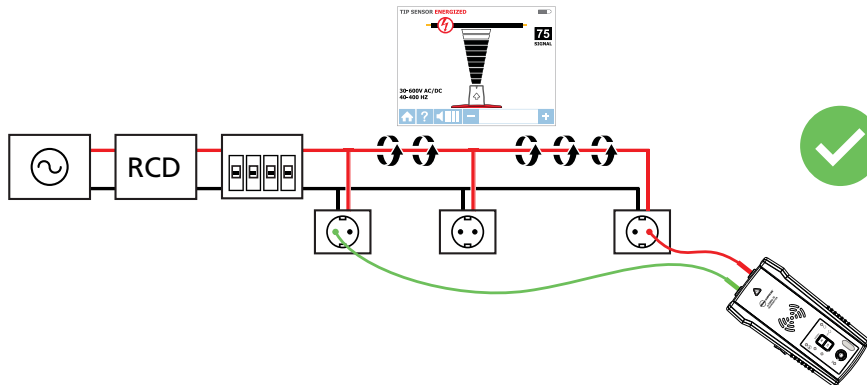 TIP SENSOR ENERGIZED
75
SIGNAL
30-600V AC/DC
40-400 HZ
?
RCD